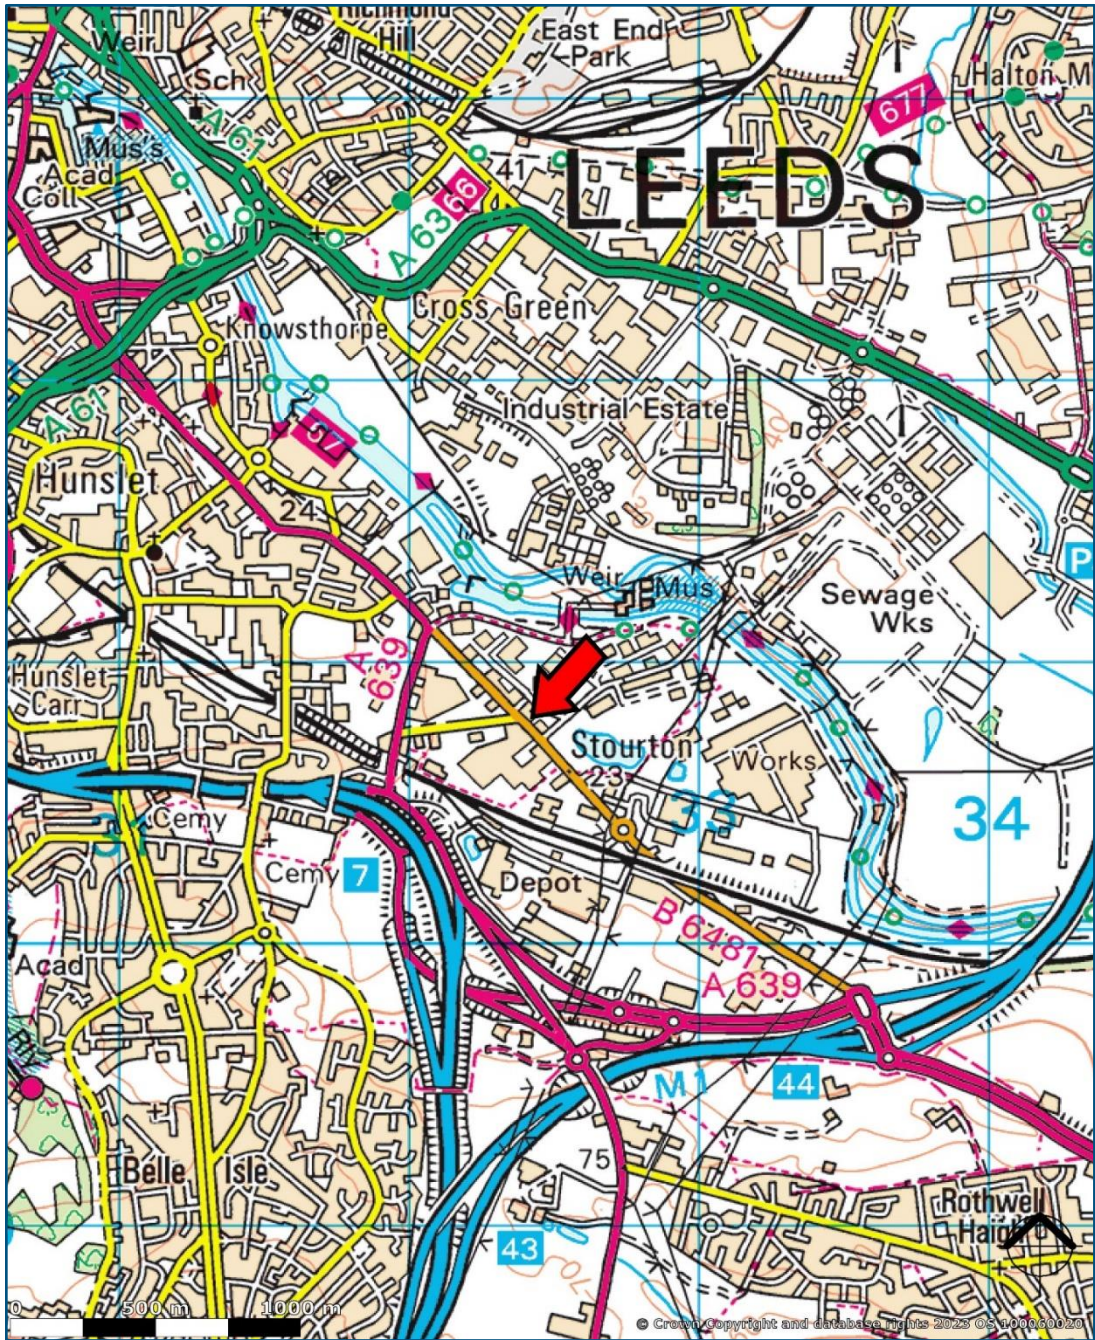 Richmond
Hill
East End
Park
Weir
Sch
Halton M
677
A 61
Mus's
Acad
Coll
41
66
LEEDS
A 63
Cross Green
Knowsthorpe
A 61
Industrial Estate
40
Hunslet
24
P
Weir
Mus
Sewage
Wks
A 639
Hunslet
Carr
Stourton
23
Works
33
34
Cemy
Cemy
7
Depot
B 6481
A 639
Acad
M 1
44
75
Belle Isle
Rothwell
Haigh
43
70
0 500 m 1000 m
© Crown Copyright and database rights 2023 OS 100060020